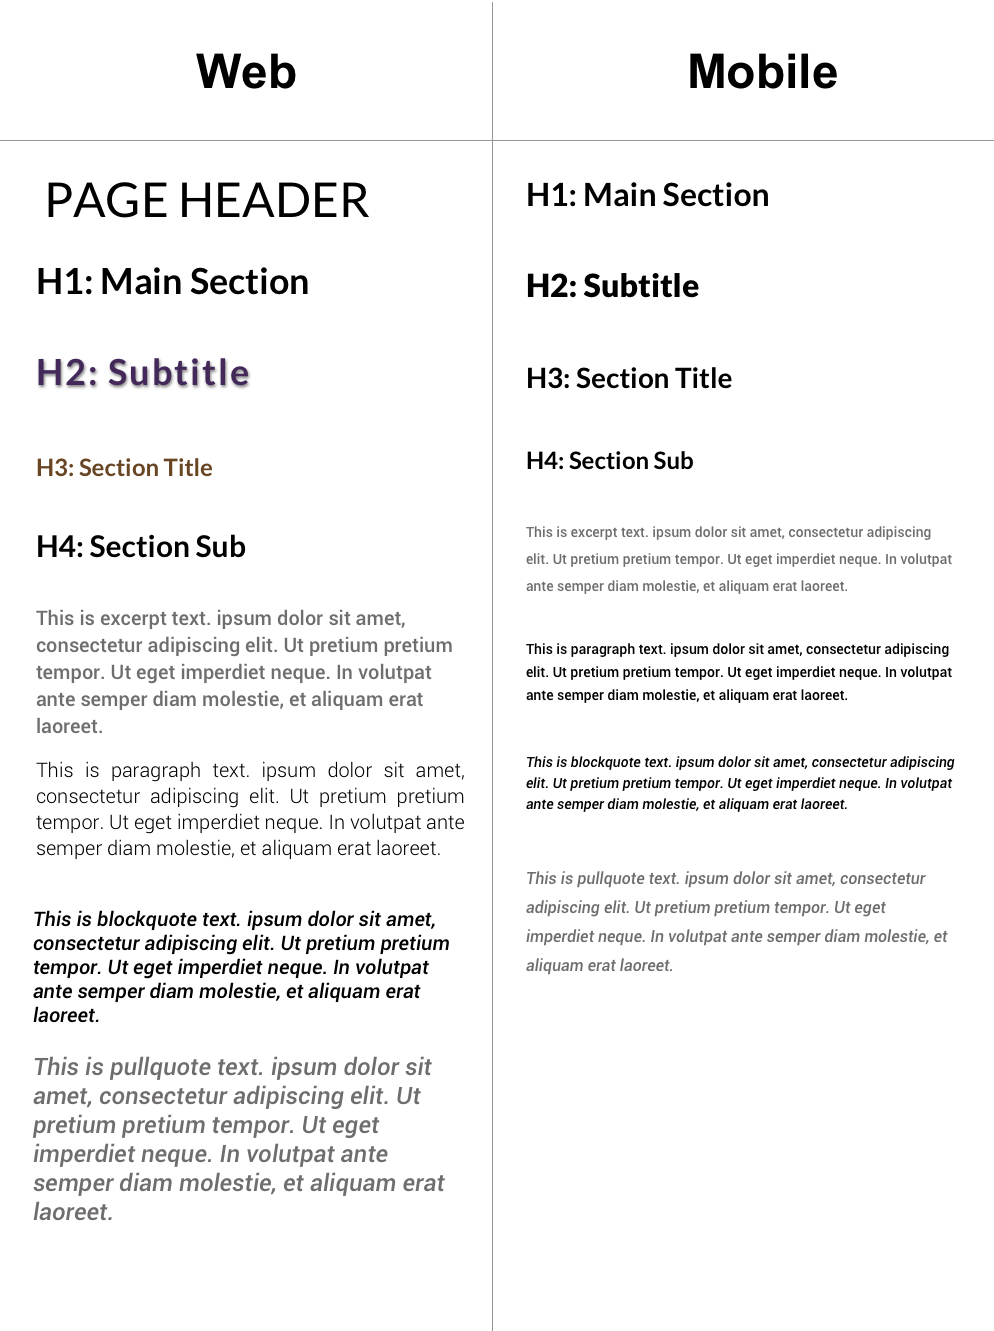 Web
Mobile
PAGE HEADER
H1: Main Section
H2: Subtitle
H3: Section Title
H4: Section Sub
This is excerpt text. ipsum dolor sit amet,
consectetur adipiscing elit. Ut pretium pretium
tempor. Ut eget imperdiet neque. In volutpat
ante semper diam molestie, et aliquam erat
laoreet.
This is paragraph text. ipsum dolor sit amet,
consectetur adipiscing elit. Ut pretium pretium
tempor. Ut eget imperdiet neque. In volutpat ante
semper diam molestie, et aliquam erat laoreet.
This is blockquote text. ipsum dolor sit amet,
consectetur adipiscing elit. Ut pretium pretium
tempor. Ut eget imperdiet neque. In volutpat
ante semper diam molestie, et aliquam erat
laoreet.
This is pullquote text. ipsum dolor sit
amet, consectetur adipiscing elit. Ut
pretium pretium tempor. Ut eget
imperdiet neque. In volutpat ante
semper diam molestie, et aliquam erat
laoreet.
H1: Main Section
H2: Subtitle
H3: Section Title
H4: Section Sub
This is excerpt text. ipsum dolor sit amet, consectetur adipiscing
elit. Ut pretium pretium tempor. Ut eget imperdiet neque. In volutpat
ante semper diam molestie, et aliquam erat laoreet.
This is paragraph text. ipsum dolor sit amet, consectetur adipiscing
elit. Ut pretium pretium tempor. Ut eget imperdiet neque. In volutpat
ante semper diam molestie, et aliquam erat laoreet.
This is blockquote text. ipsum dolor sit amet, consectetur adipiscing
elit. Ut pretium pretium tempor. Ut eget imperdiet neque. In volutpat
ante semper diam molestie, et aliquam erat laoreet.
This is pullquote text. ipsum dolor sit amet, consectetur
adipiscing elit. Ut pretium pretium tempor. Ut eget
imperdiet neque. In volutpat ante semper diam molestie, et
aliquam erat laoreet.